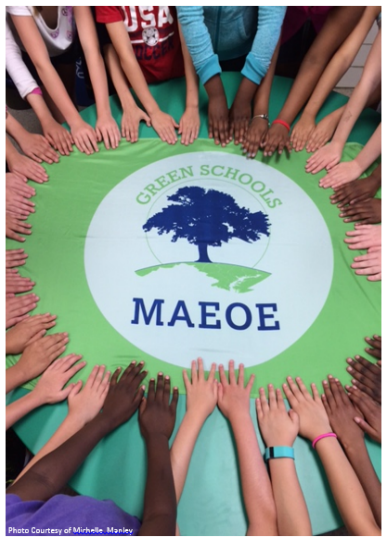 USA
GREEN SCHOOLS
MAEOE
Photo Courtesy of Michelle Manley